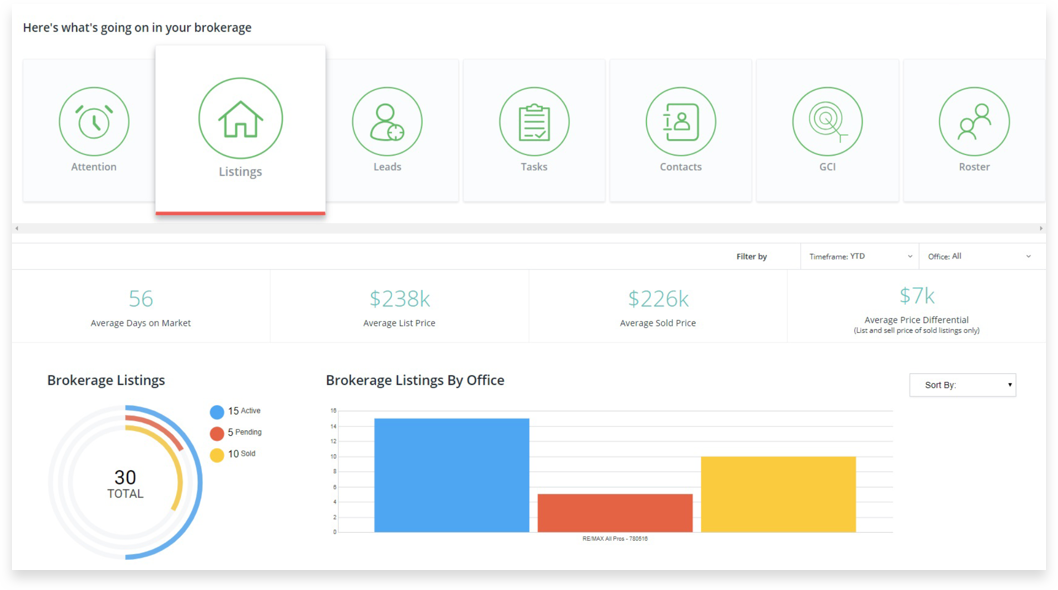 Here's what's going on in your brokerage
Attention
Listings
Leads
Tasks
Contacts
GCI
Roster
Filter by
Timeframe: YTD
Office: All
56
Average Days on Market
$238k
Average List Price
$226k
Average Sold Price
$7k
Average Price Differential
(List and sell price of sold listings only)
Brokerage Listings
15 Active
5 Pending
10 Sold
30
TOTAL
Brokerage Listings By Office
Sort By:
16
14
12
10
8
6
4
2
0
RE/MAX All Pros - 780515